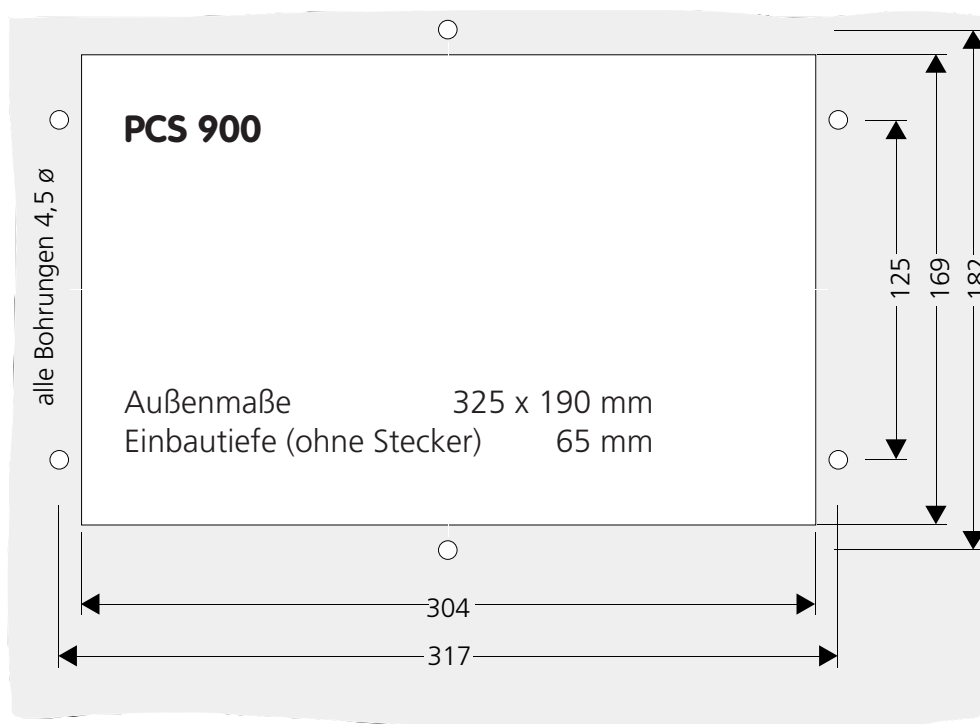 PCS 900
alle Bohrungen 4,5 ø
125
169
182
Außenmaße 325 x 190 mm
Einbautiefe (ohne Stecker) 65 mm
304
317